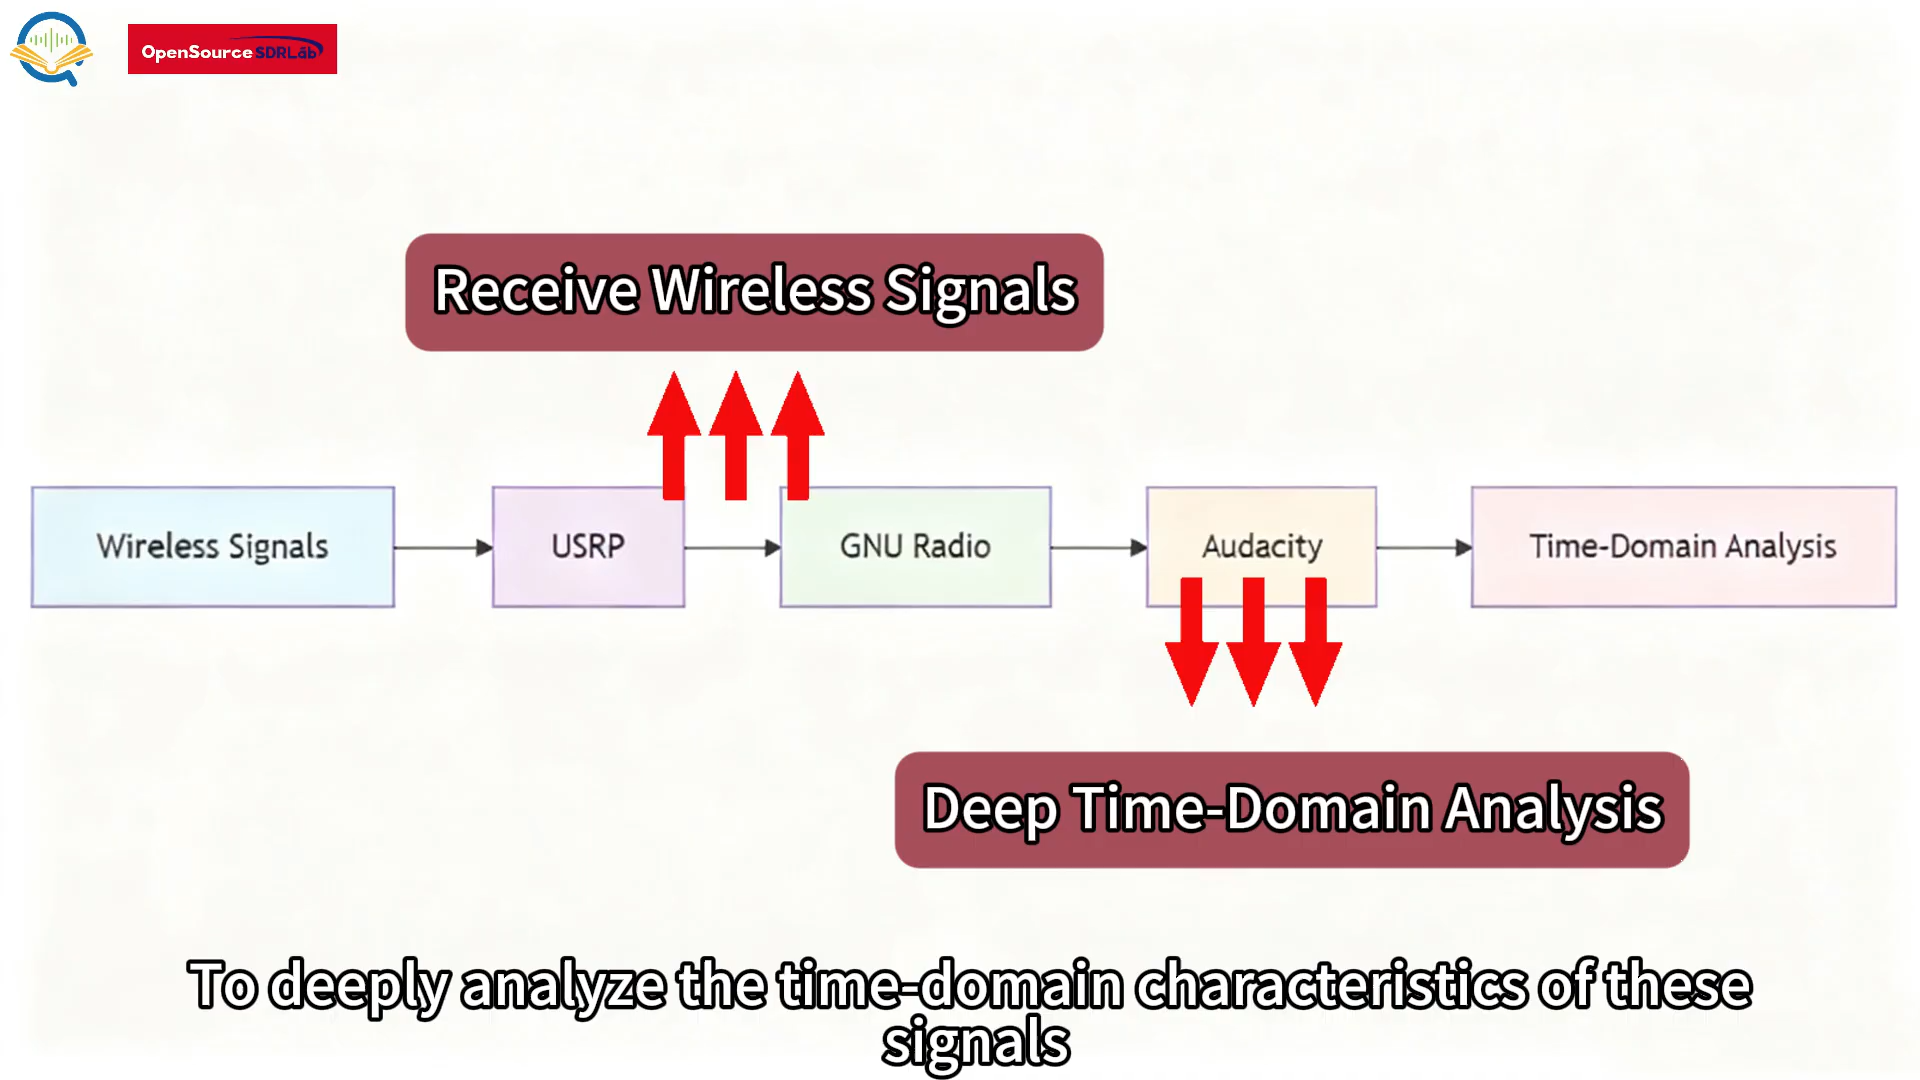 OpenSource SDRLab
Receive Wireless Signals
Wireless Signals
USRP
GNU Radio
Audacity
Time-Domain Analysis
Deep Time-Domain Analysis
To deeply analyze the time-domain characteristics of these
signals